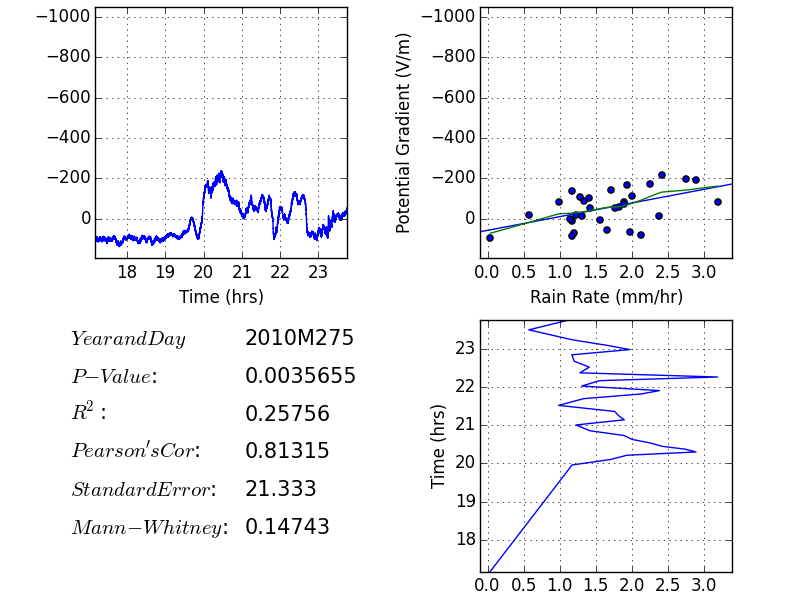 −1000
−800
−600
−400
−200
0
18 19 20 21 22 23
Time (hrs)
Potential Gradient (V/m)
−1000
−800
−600
−400
−200
0
0.0 0.5 1.0 1.5 2.0 2.5 3.0
Rain Rate (mm/hr)
YearandDay 2010M275
P−Value: 0.0035655
R²: 0.25756
Pearson'sCor: 0.81315
StandardError: 21.333
Mann−Whitney: 0.14743
Time (hrs)
23
22
21
20
19
18
0.0 0.5 1.0 1.5 2.0 2.5 3.0